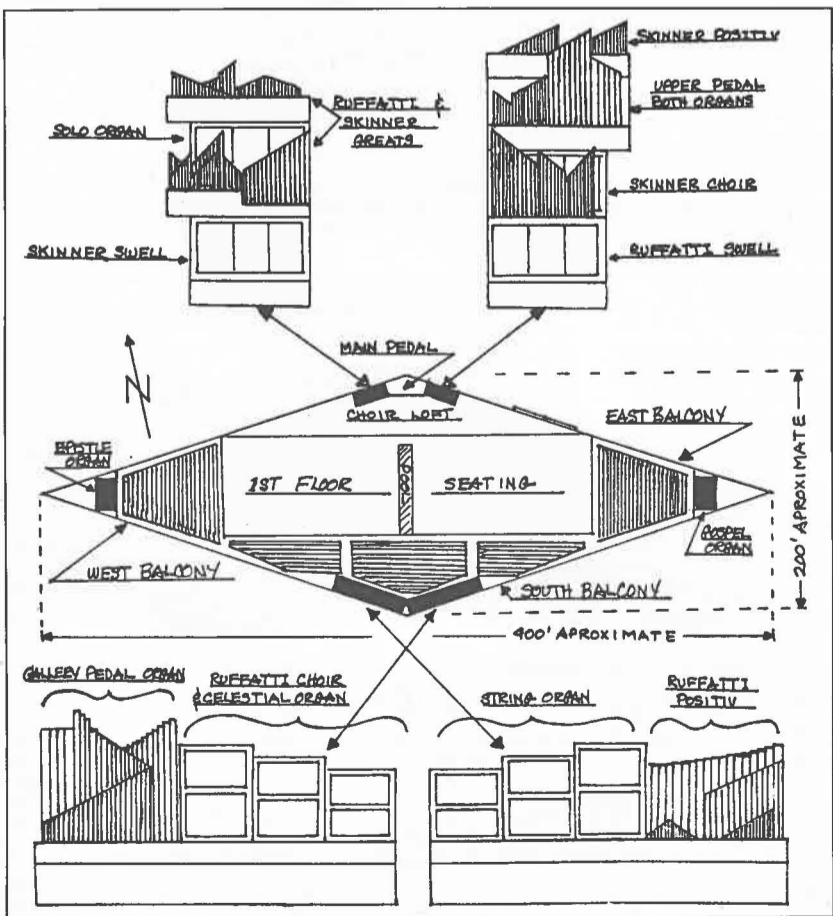 SKINNER POSITIV
UPPER PEDAL
BOTH ORGANS
RUFFATTI &
SKINNER
GREATS
SOLO ORGAN
SKINNER CHOIR
SKINNER SWELL
RUFFATTI SWELL
MAIN PEDAL
N
CHOIR LOFT
EAST BALCONY
EPISTLE
ORGAN
1ST FLOOR
SEATING
GOSPEL
ORGAN
200' APROXIMATE
WEST BALCONY
SOUTH BALCONY
400' APROXIMATE
GALLERY PEDAL ORGAN
RUFFATTI CHOIR
& CELESTIAL ORGAN
STRING ORGAN
RUFFATTI
POSITIV